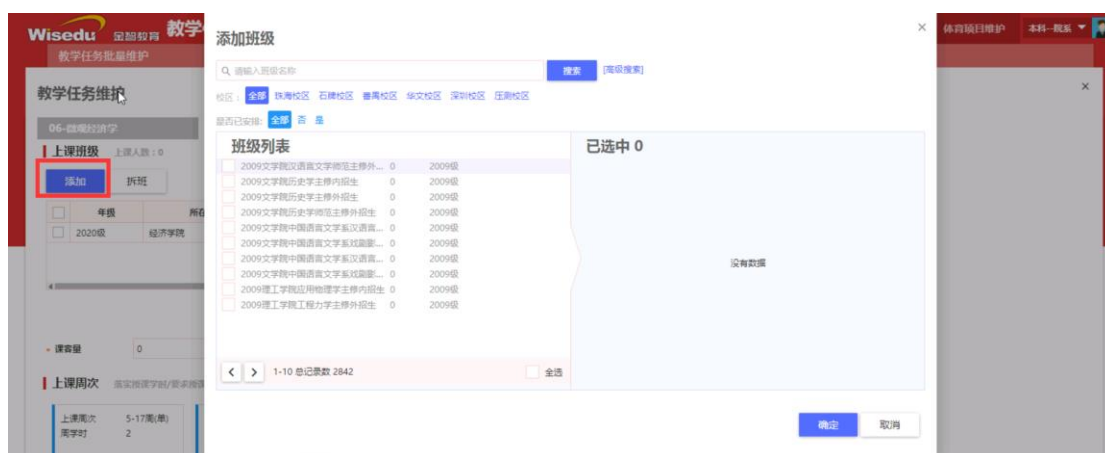 Wisedu 金智教育 教学
体育项目维护 本科--院系
教学任务批量维护
教学任务维护
06-微观经济学
上课班级 上课人数：0
添加 拆班
年级 所在
2020级 经济学院
课容量 0
上课周次
上课周次 5-17周(单)
周学时 2
添加班级
请输入班级名称 搜索 [高级搜索]
校区： 全部 珠海校区 石牌校区 番禺校区 华文校区 深圳校区 庄测校区
是否已安排: 全部 否 是
班级列表
2009文学院汉语言文学师范主修外... 0 2009级
2009文学院历史学主修内招生 0 2009级
2009文学院历史学主修外招生 0 2009级
2009文学院历史学师范主修外招生 0 2009级
2009文学院中国语言文学系汉语言... 0 2009级
2009文学院中国语言文学系戏剧影... 0 2009级
2009文学院中国语言文学系汉语言... 0 2009级
2009文学院中国语言文学系戏剧影... 0 2009级
2009理工学院应用物理学主修内招生 0 2009级
2009理工学院工程力学主修外招生 0 2009级
1-10 总记录数 2842 全选
已选中 0
没有数据
确定 取消